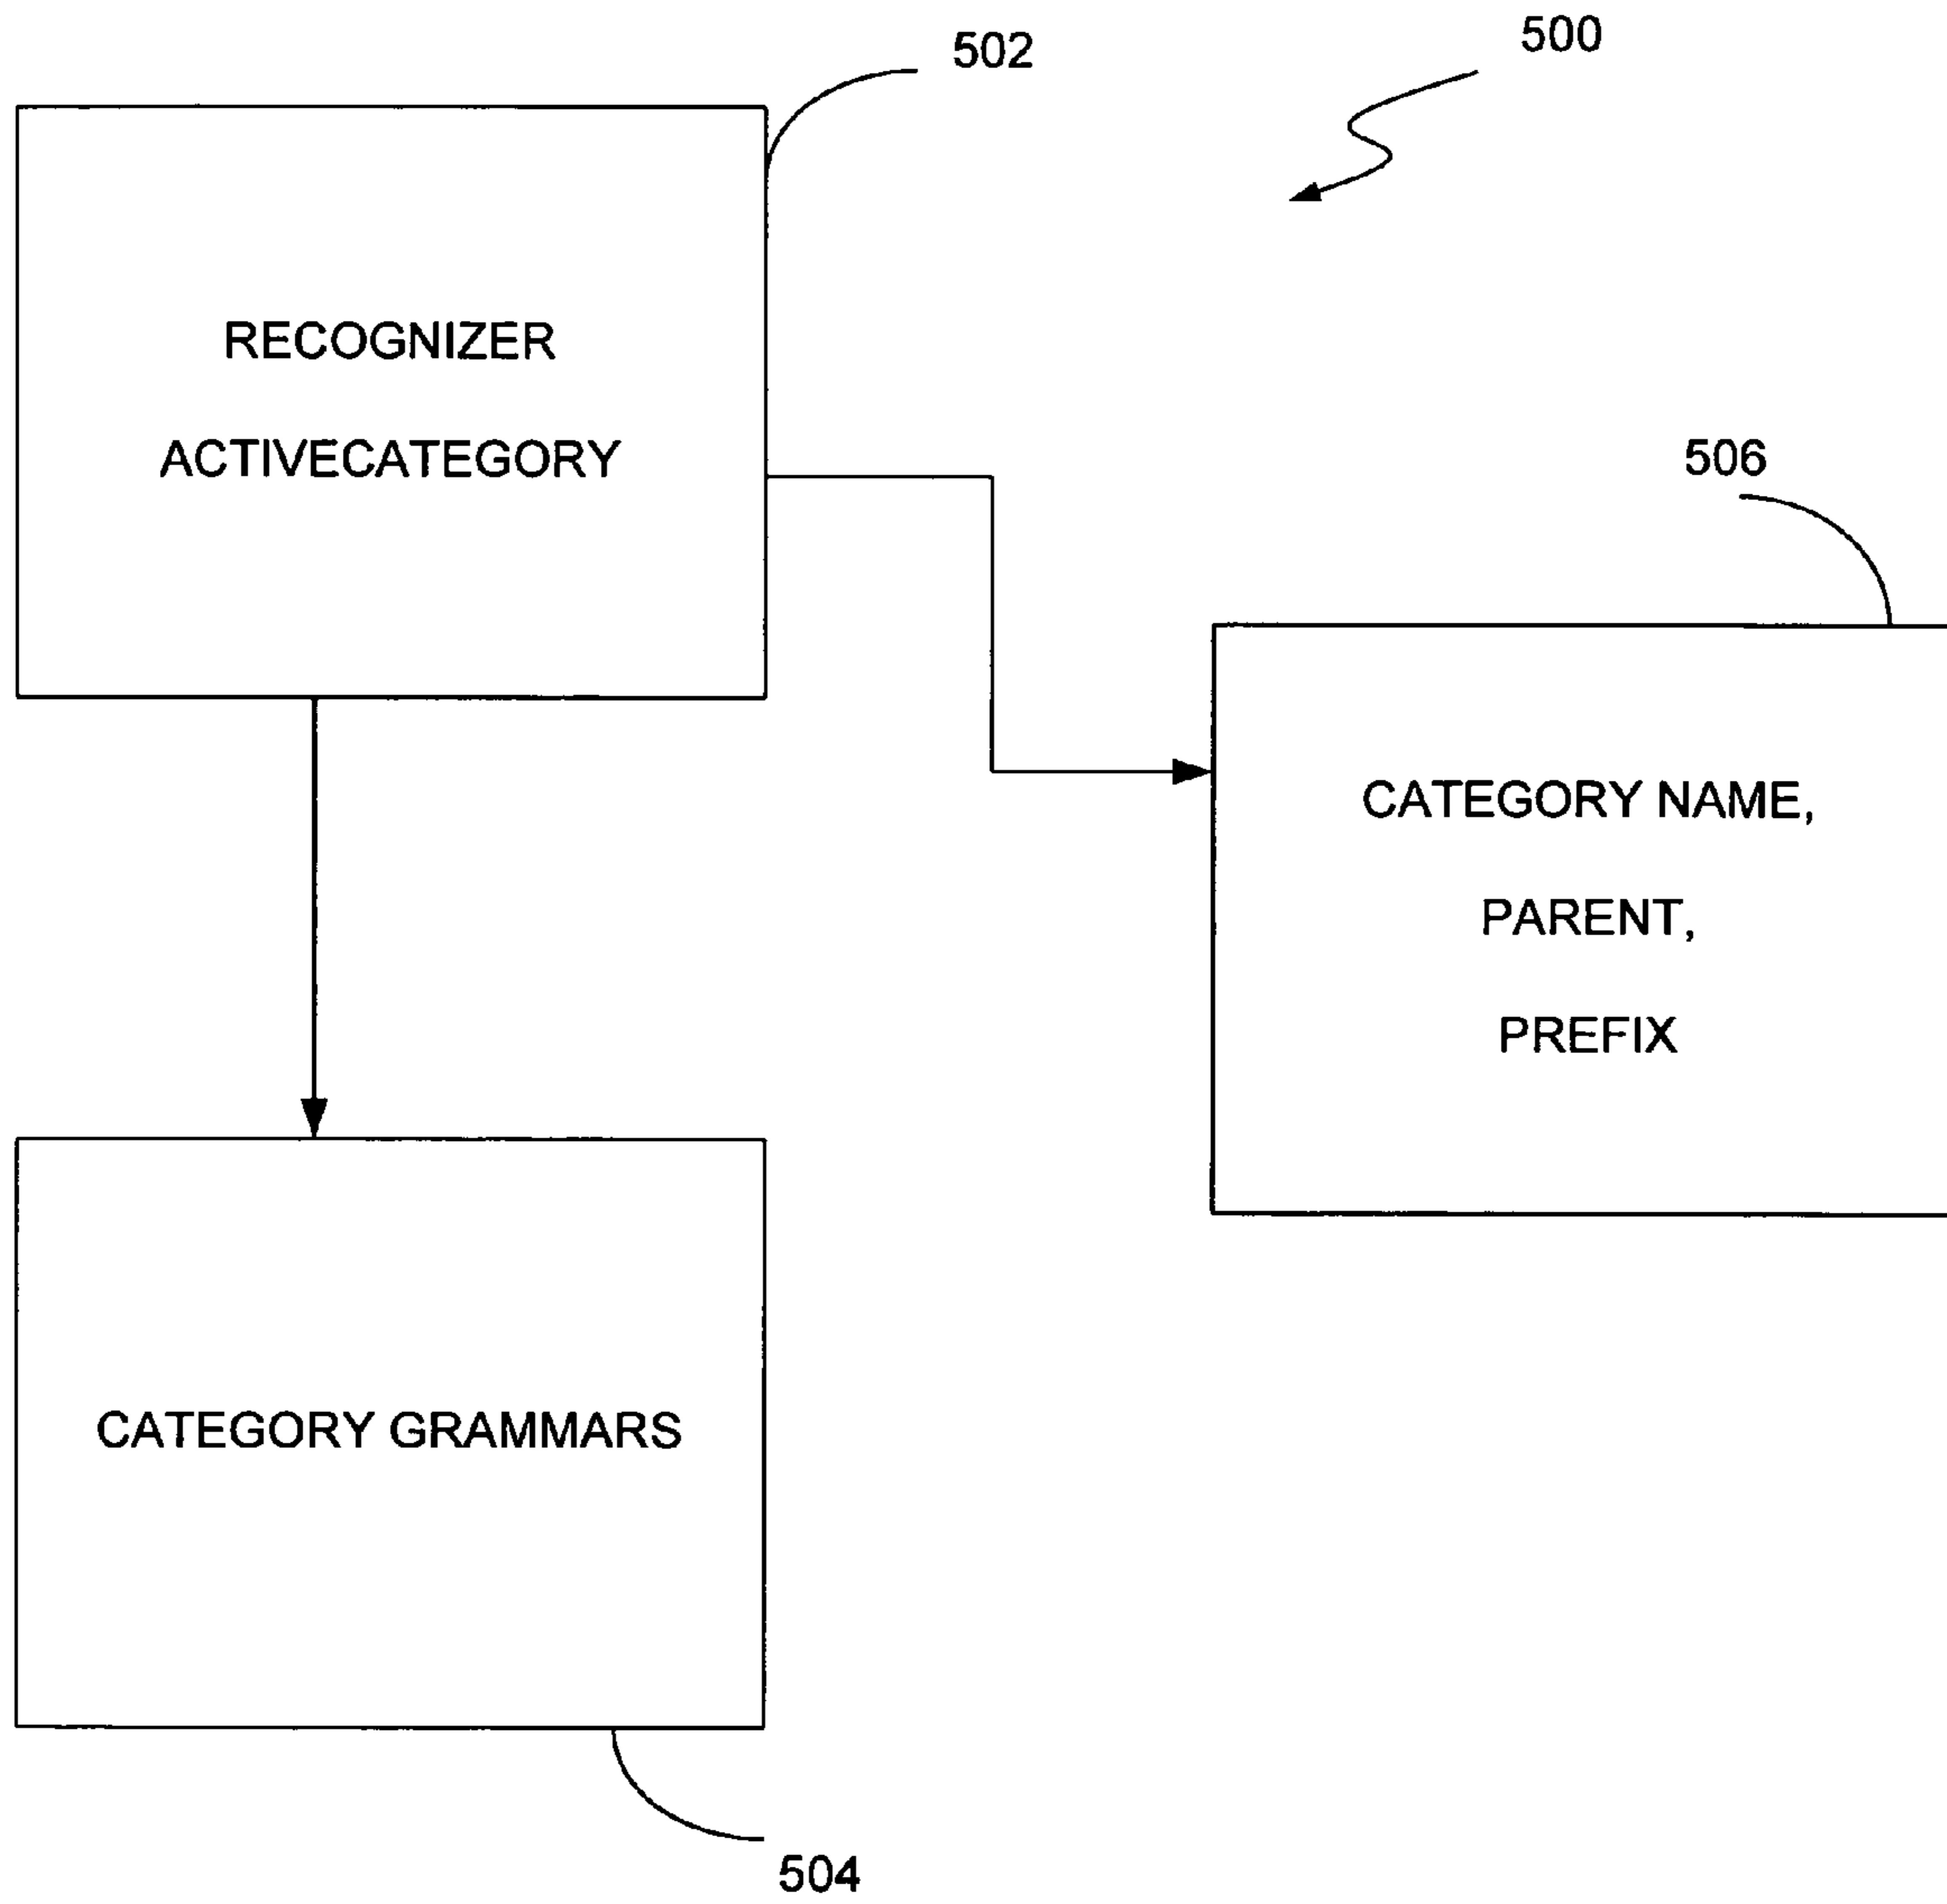 502
500
RECOGNIZER
ACTIVECATEGORY
506
CATEGORY NAME,
PARENT,
PREFIX
CATEGORY GRAMMARS
504